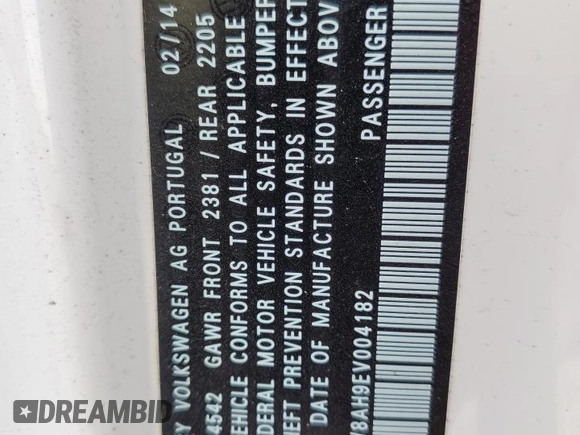 Y VOLKSWAGEN AG PORTUGAL 02/14
4542 GAWR FRONT 2381 / REAR 2205
EHICLE CONFORMS TO ALL APPLICABLE
DERAL MOTOR VEHICLE SAFETY, BUMPER
HEFT PREVENTION STANDARDS IN EFFECT
DATE OF MANUFACTURE SHOWN ABOV
PASSENGER
8AH9EV004182
DREAMBID